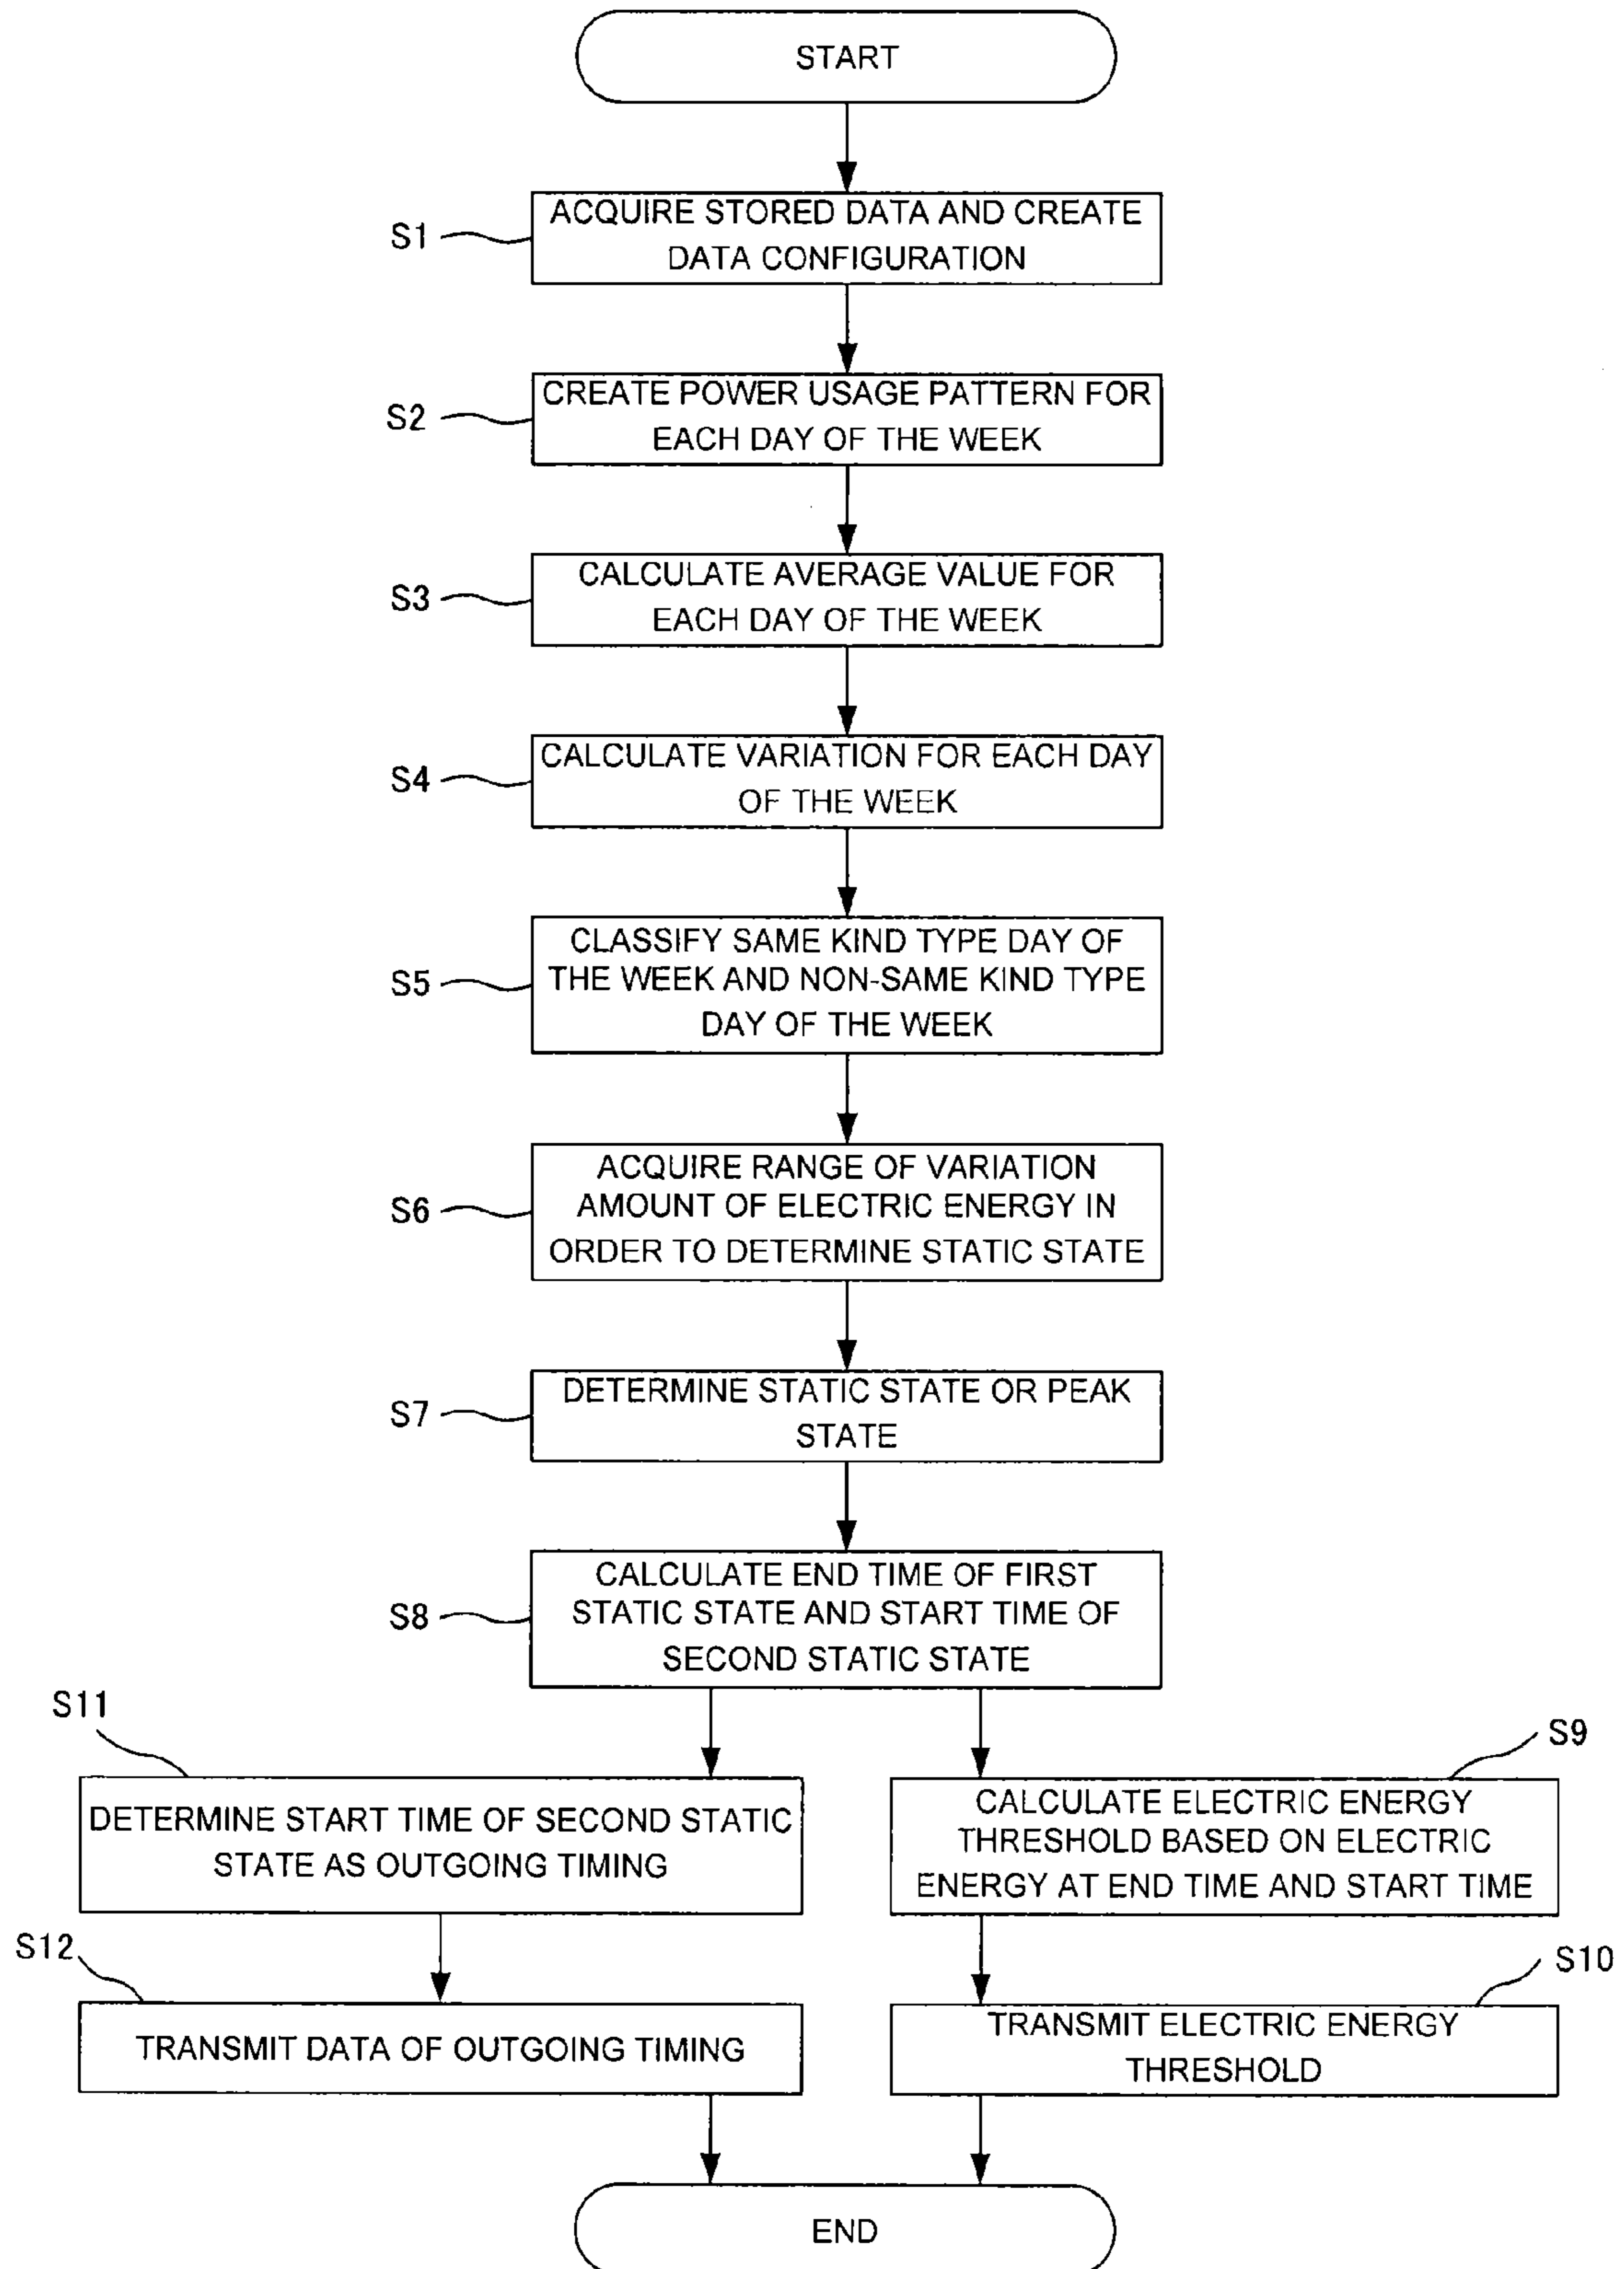 START
S1
ACQUIRE STORED DATA AND CREATE
DATA CONFIGURATION
S2
CREATE POWER USAGE PATTERN FOR
EACH DAY OF THE WEEK
S3
CALCULATE AVERAGE VALUE FOR
EACH DAY OF THE WEEK
S4
CALCULATE VARIATION FOR EACH DAY
OF THE WEEK
S5
CLASSIFY SAME KIND TYPE DAY OF
THE WEEK AND NON-SAME KIND TYPE
DAY OF THE WEEK
S6
ACQUIRE RANGE OF VARIATION
AMOUNT OF ELECTRIC ENERGY IN
ORDER TO DETERMINE STATIC STATE
S7
DETERMINE STATIC STATE OR PEAK
STATE
S8
CALCULATE END TIME OF FIRST
STATIC STATE AND START TIME OF
SECOND STATIC STATE
S11
DETERMINE START TIME OF SECOND STATIC
STATE AS OUTGOING TIMING
S9
CALCULATE ELECTRIC ENERGY
THRESHOLD BASED ON ELECTRIC
ENERGY AT END TIME AND START TIME
S12
TRANSMIT DATA OF OUTGOING TIMING
S10
TRANSMIT ELECTRIC ENERGY
THRESHOLD
END